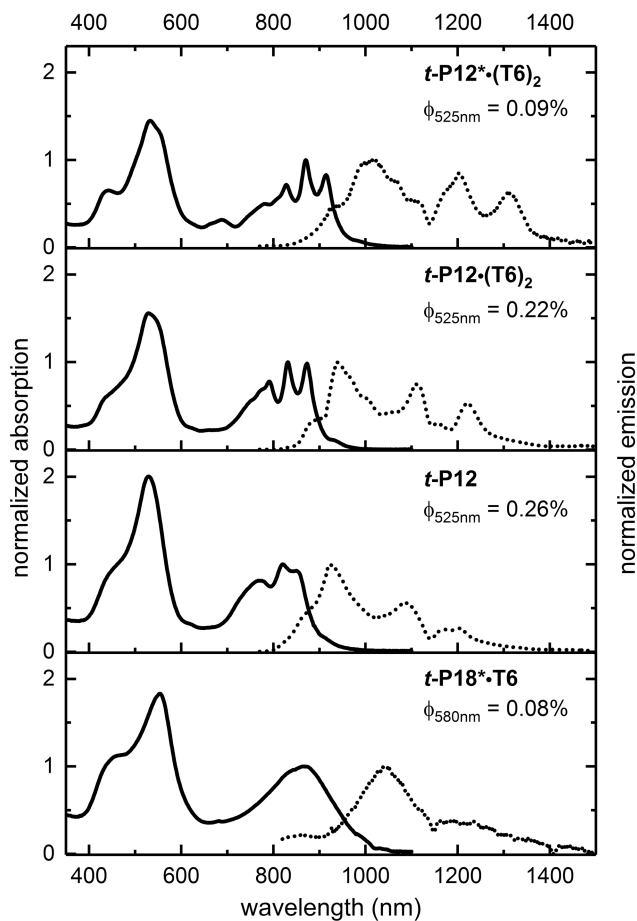 400 600 800 1000 1200 1400
2
1
0
t-P12*•(T6)₂
ϕ525nm = 0.09%
2
1
0
t-P12•(T6)₂
ϕ525nm = 0.22%
normalized absorption
normalized emission
2
1
0
t-P12
ϕ525nm = 0.26%
2
1
0
t-P18*•T6
ϕ580nm = 0.08%
400 600 800 1000 1200 1400
wavelength (nm)